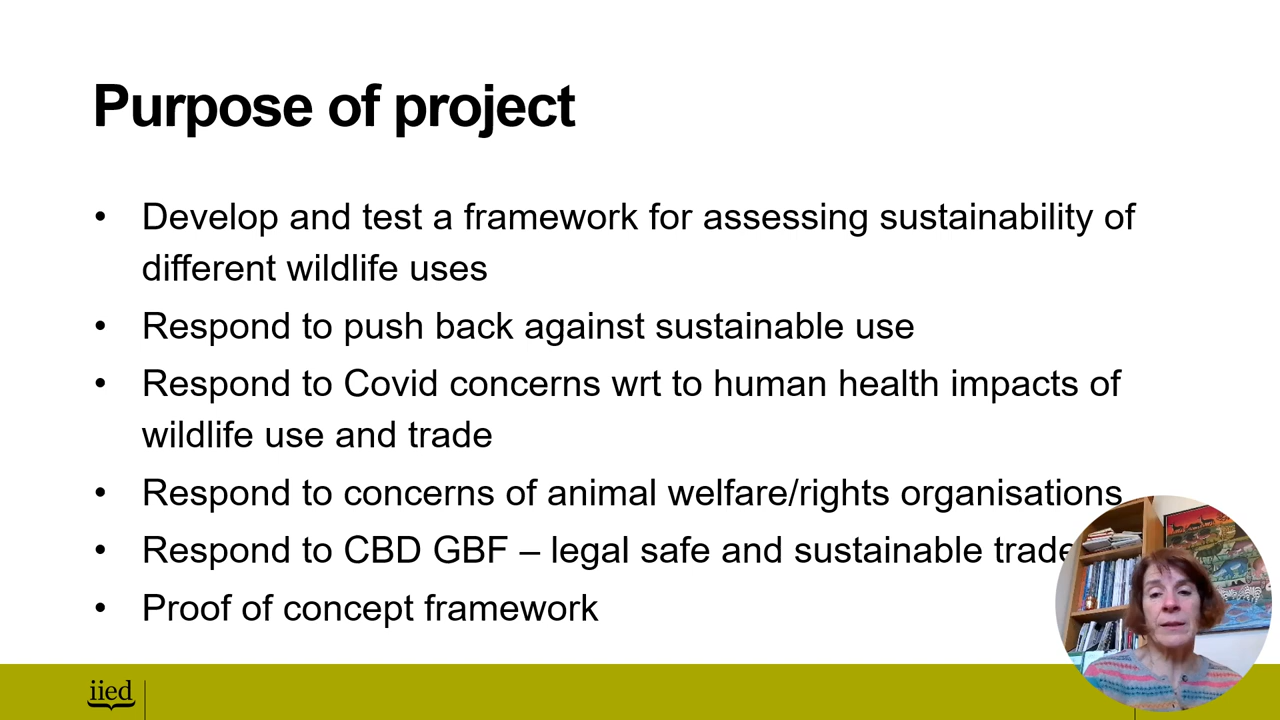 Purpose of project
• Develop and test a framework for assessing sustainability of
different wildlife uses
• Respond to push back against sustainable use
• Respond to Covid concerns wrt to human health impacts of
wildlife use and trade
• Respond to concerns of animal welfare/rights organisations
• Respond to CBD GBF – legal safe and sustainable trade
• Proof of concept framework
iied